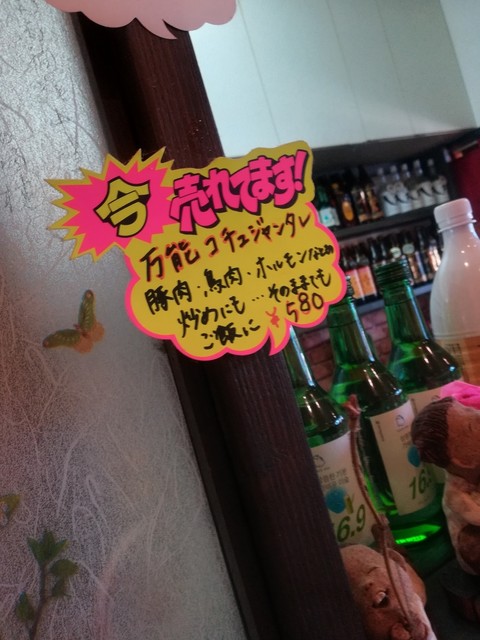 今 売れてます!
万能 コチュジャンタレ
豚肉・鳥肉・ホルモンなどの
炒めにも…そのままでも
ご飯に ¥580
16.9
16